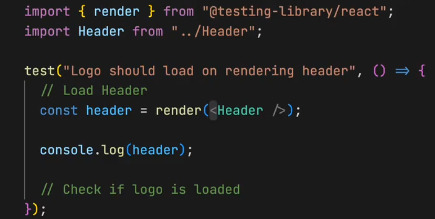 import { render } from "@testing-library/react";
import Header from "../Header";
test("Logo should load on rendering header", () => {
// Load Header
const header = render(<Header />);
console.log(header);
// Check if logo is loaded
});